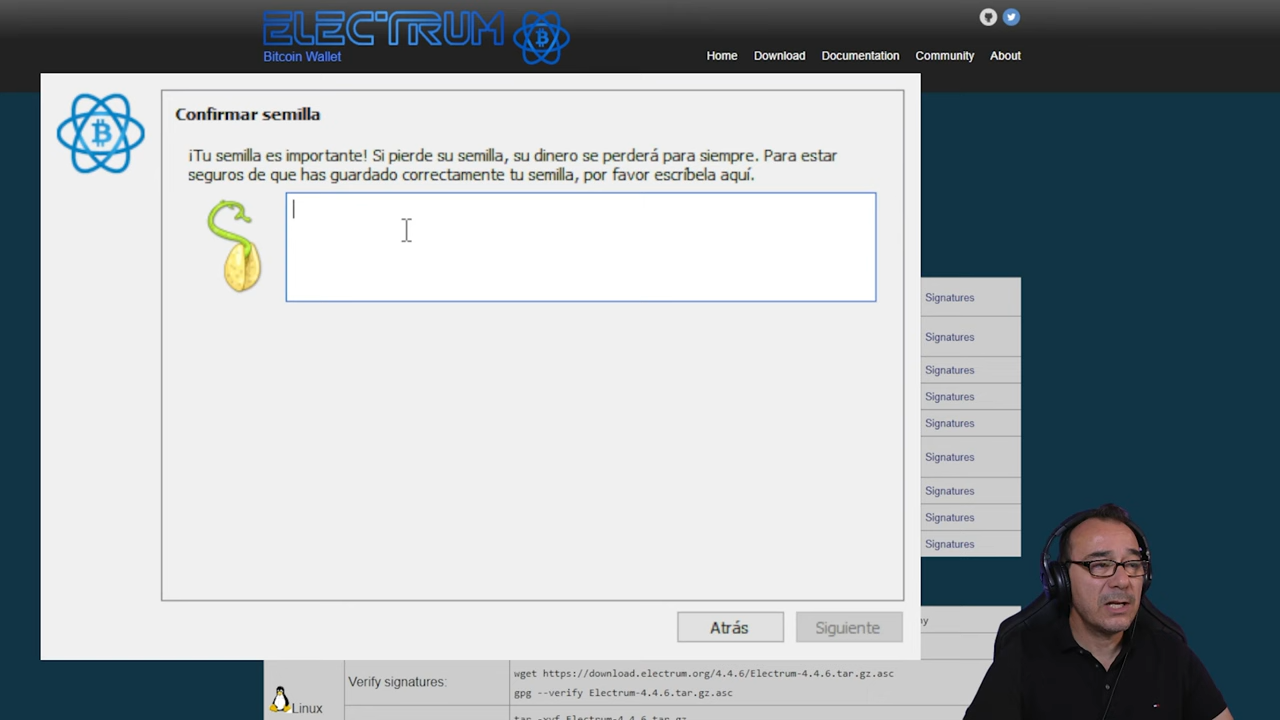 ELECTRUM
Bitcoin Wallet
Home Download Documentation Community About
Confirmar semilla
¡Tu semilla es importante! Si pierde su semilla, su dinero se perderá para siempre. Para estar
seguros de que has guardado correctamente tu semilla, por favor escríbela aquí.
Signatures
Signatures
Signatures
Signatures
Signatures
Signatures
Signatures
Signatures
Signatures
Atrás Siguiente
Verify signatures:
wget https://download.electrum.org/4.4.6/Electrum-4.4.6.tar.gz.asc
gpg --verify Electrum-4.4.6.tar.gz.asc
Linux